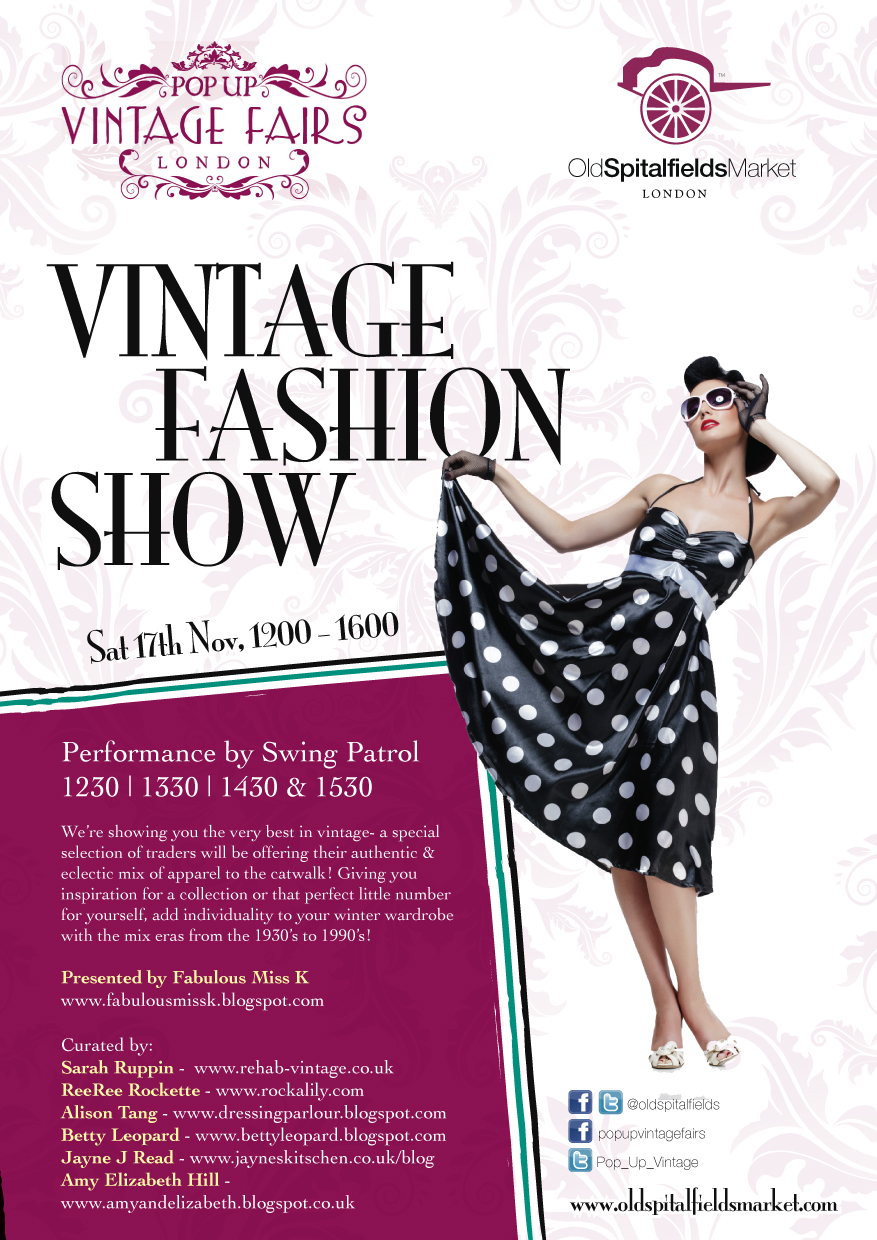 POP UP
VINTAGE FAIRS
LONDON
TM
OldSpitalfieldsMarket
LONDON
VINTAGE
FASHION
SHOW
Sat 17th Nov, 1200 – 1600
Performance by Swing Patrol
1230 | 1330 | 1430 & 1530
We're showing you the very best in vintage- a special
selection of traders will be offering their authentic &
eclectic mix of apparel to the catwalk! Giving you
inspiration for a collection or that perfect little number
for yourself, add individuality to your winter wardrobe
with the mix eras from the 1930's to 1990's!
Presented by Fabulous Miss K
www.fabulousmissk.blogspot.com
Curated by:
Sarah Ruppin - www.rehab-vintage.co.uk
ReeRee Rockette - www.rockalily.com
Alison Tang - www.dressingparlour.blogspot.com
Betty Leopard - www.bettyleopard.blogspot.com
Jayne J Read - www.jayneskitschen.co.uk/blog
Amy Elizabeth Hill -
www.amyandelizabeth.blogspot.co.uk
f t @oldspitalfields
f popupvintagefairs
t Pop_Up_Vintage
www.oldspitalfieldsmarket.com